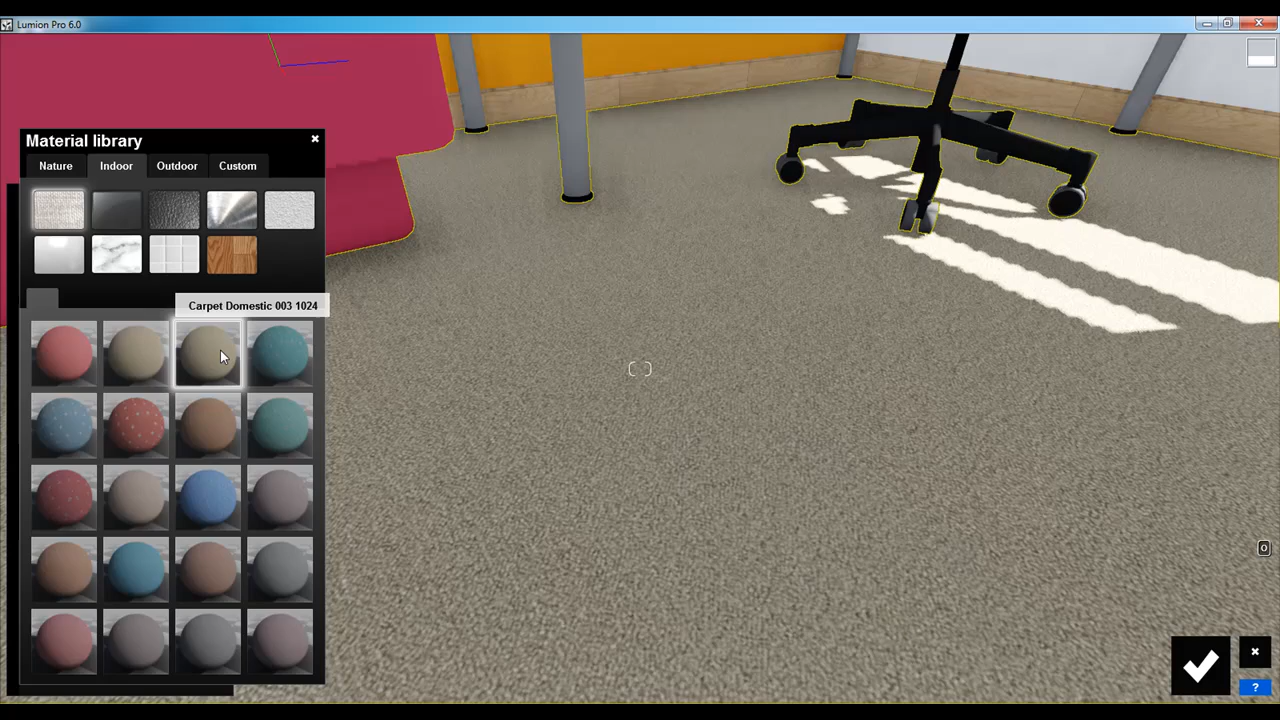 Lumion Pro 6.0
Material library
Nature Indoor Outdoor Custom
Carpet Domestic 003 1024
?